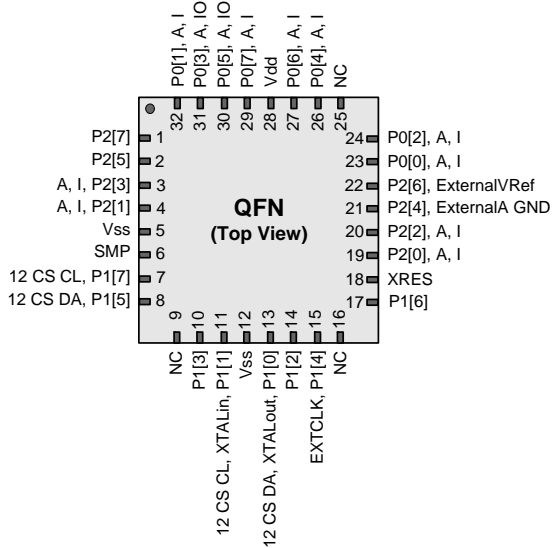 P0[1], A, I
P0[3], A, IO
P0[5], A, IO
P0[7], A, I
Vdd
P0[6], A, I
P0[4], A, I
NC
32
31
30
29
28
27
26
25
P2[7] 1
P2[5] 2
A, I, P2[3] 3
A, I, P2[1] 4
Vss 5
SMP 6
12 CS CL, P1[7] 7
12 CS DA, P1[5] 8
QFN
(Top View)
24 P0[2], A, I
23 P0[0], A, I
22 P2[6], ExternalVRef
21 P2[4], ExternalA GND
20 P2[2], A, I
19 P2[0], A, I
18 XRES
17 P1[6]
9
10
11
12
13
14
15
16
NC
P1[3]
12 CS CL, XTALin, P1[1]
Vss
12 CS DA, XTALout, P1[0]
P1[2]
EXTCLK, P1[4]
NC